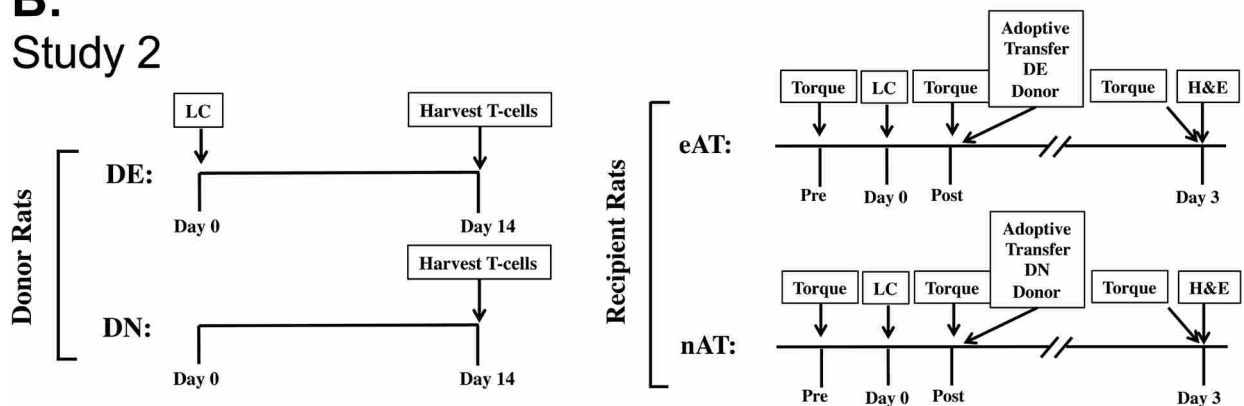 B.
Study 2
Donor Rats
LC
Harvest T-cells
DE:
Day 0
Day 14
Harvest T-cells
DN:
Day 0
Day 14
Recipient Rats
Adoptive
Transfer
DE
Donor
Torque
LC
Torque
Torque
H&E
eAT:
Pre
Day 0
Post
Day 3
Adoptive
Transfer
DN
Donor
Torque
LC
Torque
Torque
H&E
nAT:
Pre
Day 0
Post
Day 3